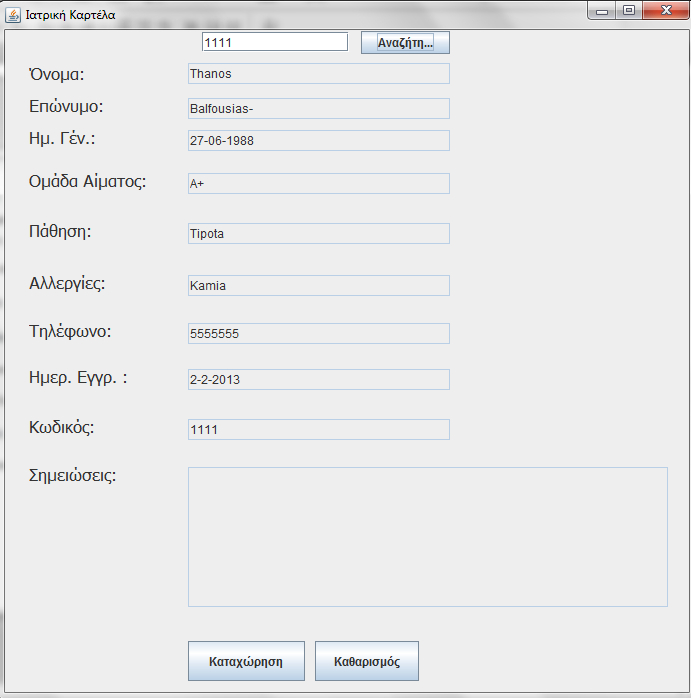 Ιατρική Καρτέλα
1111 Αναζήτη...
Όνομα: Thanos
Επώνυμο: Balfousias-
Ημ. Γέν.: 27-06-1988
Ομάδα Αίματος: A+
Πάθηση: Tipota
Αλλεργίες: Kamia
Τηλέφωνο: 5555555
Ημερ. Εγγρ. : 2-2-2013
Κωδικός: 1111
Σημειώσεις:
Καταχώρηση Καθαρισμός